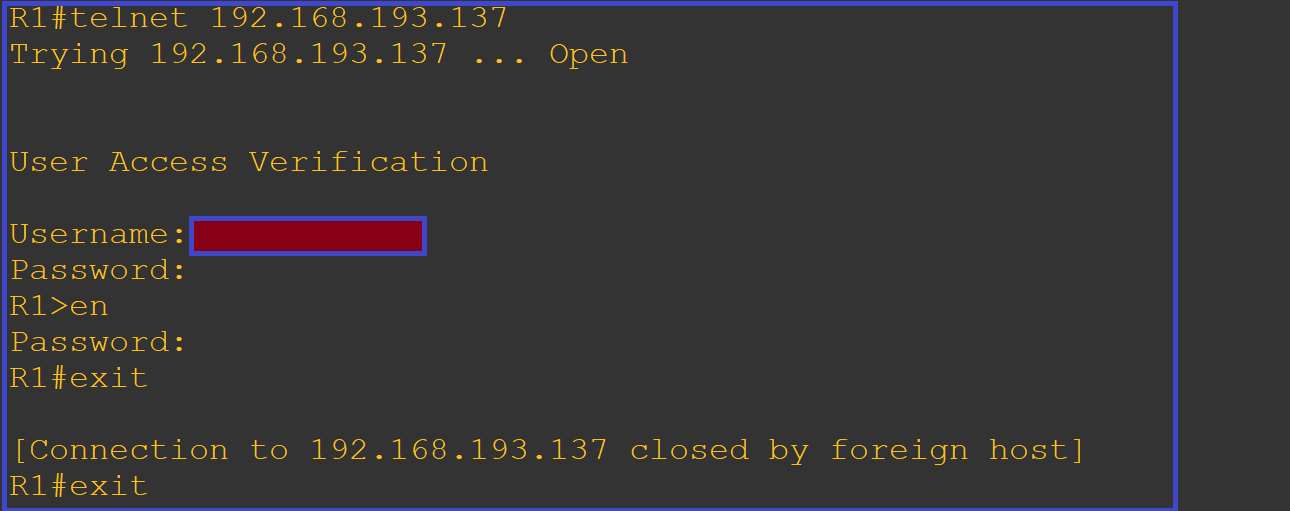 R1#telnet 192.168.193.137
Trying 192.168.193.137 ... Open
User Access Verification
Username:
Password:
R1>en
Password:
R1#exit
[Connection to 192.168.193.137 closed by foreign host]
R1#exit